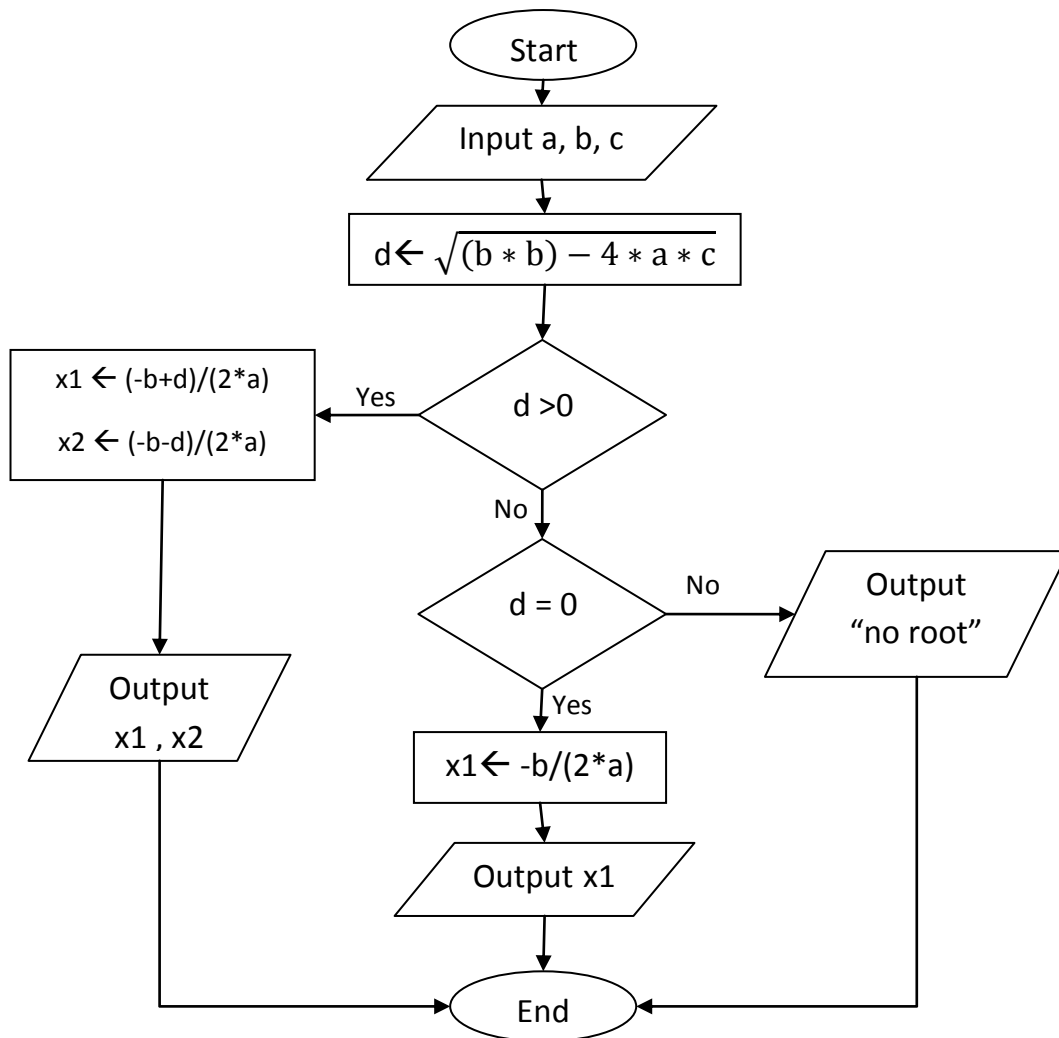 Start
Input a, b, c
d← √(b * b) − 4 * a * c
d >0
Yes
x1 ← (-b+d)/(2*a)
x2 ← (-b-d)/(2*a)
No
d = 0
No
Output
“no root”
Output
x1 , x2
Yes
x1← -b/(2*a)
Output x1
End